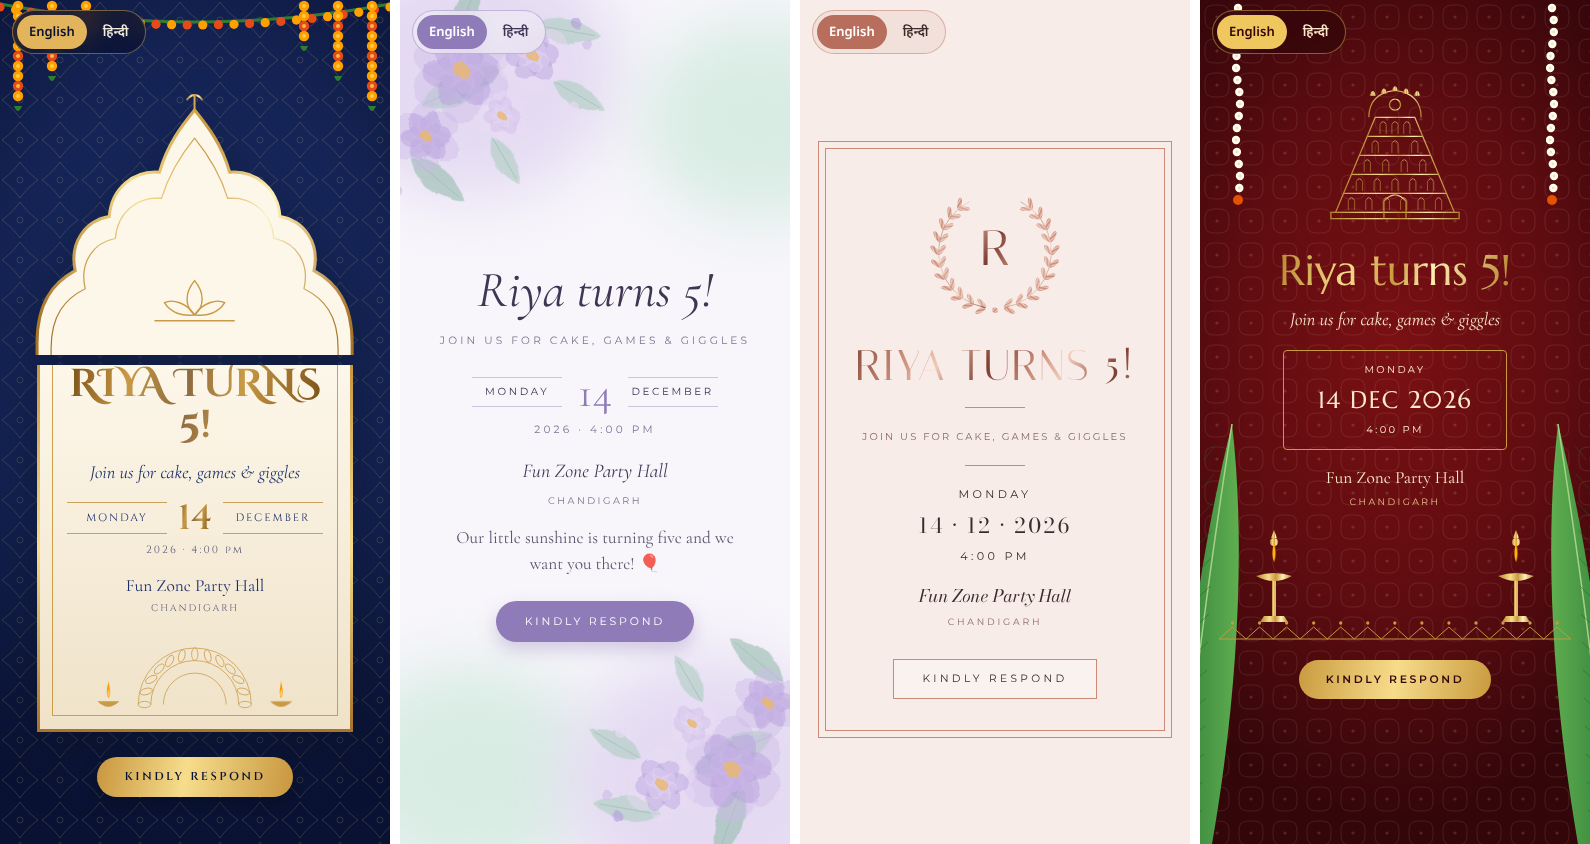 English हिन्दी
RIYA TURNS
5!
Join us for cake, games & giggles
MONDAY 14 DECEMBER
2026 · 4:00 PM
Fun Zone Party Hall
CHANDIGARH
KINDLY RESPOND
English हिन्दी
Riya turns 5!
JOIN US FOR CAKE, GAMES & GIGGLES
MONDAY 14 DECEMBER
2026 · 4:00 PM
Fun Zone Party Hall
CHANDIGARH
Our little sunshine is turning five and we
want you there! 🎈
KINDLY RESPOND
English हिन्दी
R
RIYA TURNS 5!
JOIN US FOR CAKE, GAMES & GIGGLES
MONDAY
14 · 12 · 2026
4:00 PM
Fun Zone Party Hall
CHANDIGARH
KINDLY RESPOND
English हिन्दी
Riya turns 5!
Join us for cake, games & giggles
MONDAY
14 DEC 2026
4:00 PM
Fun Zone Party Hall
CHANDIGARH
KINDLY RESPOND